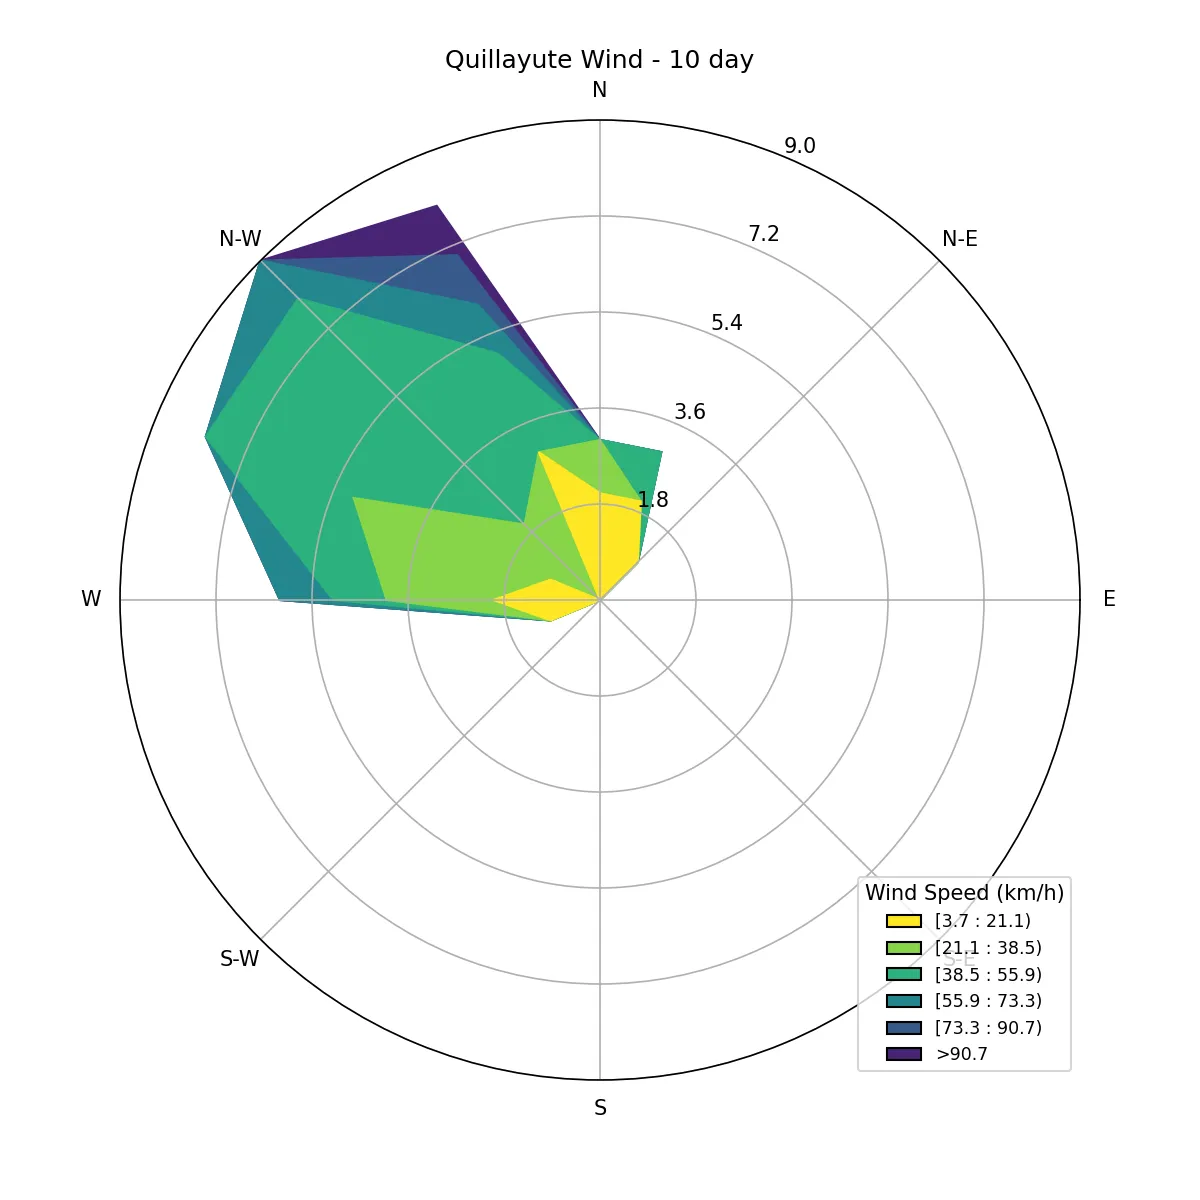 Quillayute Wind - 10 day
N
9.0
7.2
N-W
N-E
5.4
3.6
1.8
W
E
Wind Speed (km/h)
[3.7 : 21.1)
[21.1 : 38.5)
S-W
S-E
[38.5 : 55.9)
[55.9 : 73.3)
[73.3 : 90.7)
>90.7
S